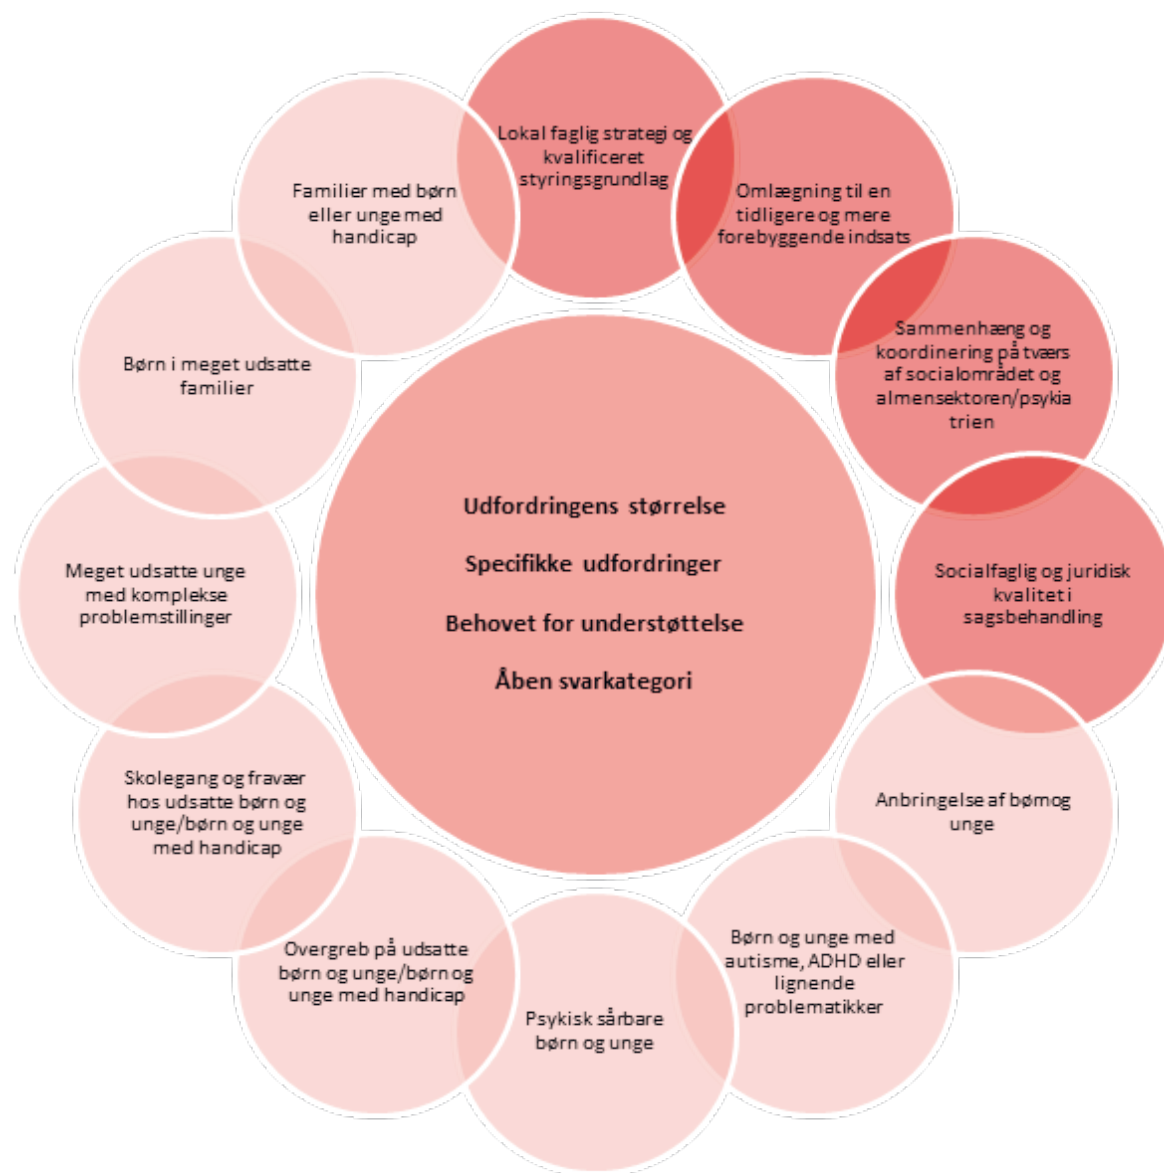 Lokal faglig strategi og
kvalificeret
styringsgrundlag
Omlægning til en
tidligere og mere
forebyggende indsats
Sammenhæng og
koordinering på tværs
af socialområdet og
almensektoren/psykia
trien
Socialfaglig og juridisk
kvalitet i
sagsbehandling
Anbringelse af børnog
unge
Børn og unge med
autisme, ADHD eller
lignende
problematikker
Psykisk sårbare
børn og unge
Overgreb på udsatte
børn og unge/børn og
unge med handicap
Skolegang og fravær
hos udsatte børn og
unge/børn og unge
med handicap
Meget udsatte unge
med komplekse
problemstillinger
Børn i meget udsatte
familier
Familier med børn
eller unge med
handicap
Udfordringens størrelse
Specifikke udfordringer
Behovet for understøttelse
Åben svarkategori